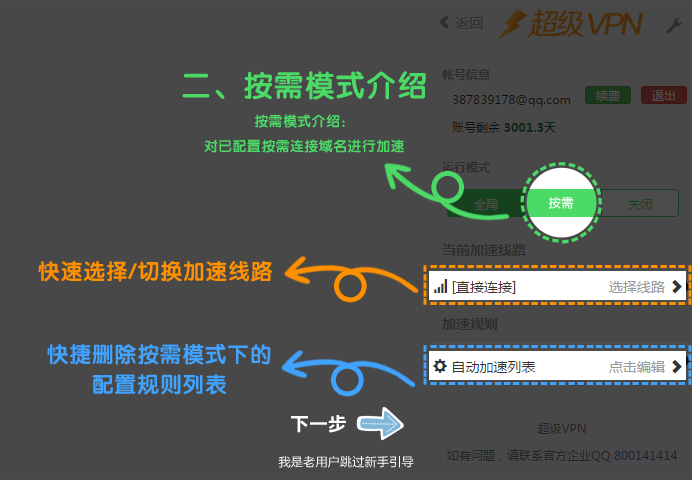 返回
超级VPN
二、按需模式介绍
按需模式介绍：
对已配置按需连接域名进行加速
帐号信息
387839178@qq.com
续费
退出
账号剩余 3001.3天
运行模式
全局
按需
关闭
当前加速线路
快速选择/切换加速线路
[直接连接]
选择线路
加速规则
快捷删除按需模式下的
配置规则列表
自动加速列表
点击编辑
下一步
我是老用户跳过新手引导
超级VPN
如有问题，请联系官方企业QQ 800141414